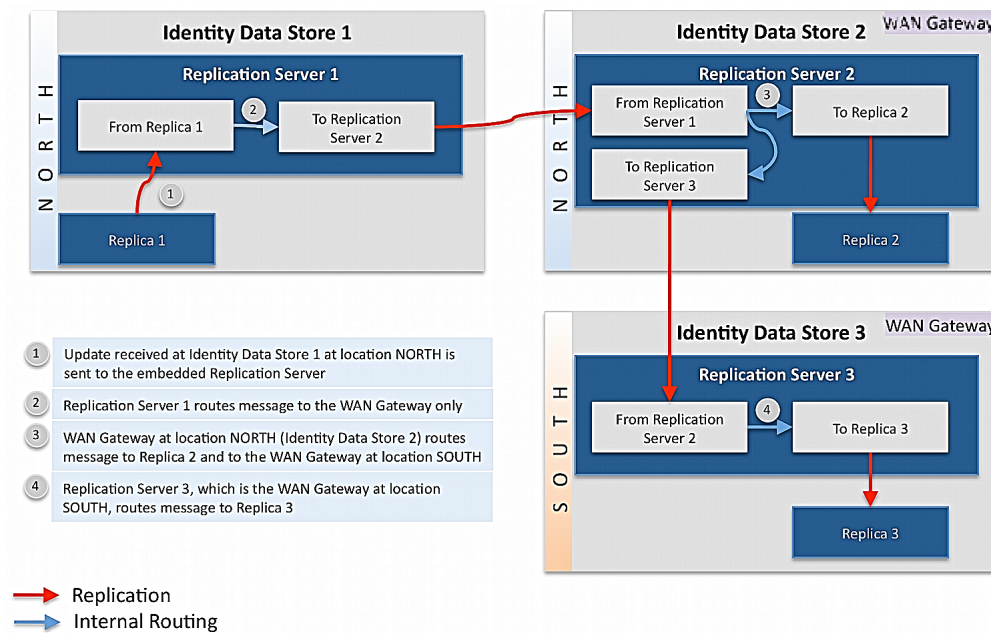 Identity Data Store 1
NORTH
Replication Server 1
From Replica 1
2
To Replication
Server 2
1
Replica 1
Identity Data Store 2
WAN Gateway
NORTH
Replication Server 2
From Replication
Server 1
3
To Replica 2
To Replication
Server 3
Replica 2
Identity Data Store 3
WAN Gateway
SOUTH
Replication Server 3
From Replication
Server 2
4
To Replica 3
Replica 3
1 Update received at Identity Data Store 1 at location NORTH is
sent to the embedded Replication Server
2 Replication Server 1 routes message to the WAN Gateway only
3 WAN Gateway at location NORTH (Identity Data Store 2) routes
message to Replica 2 and to the WAN Gateway at location SOUTH
4 Replication Server 3, which is the WAN Gateway at location
SOUTH, routes message to Replica 3
Replication
Internal Routing